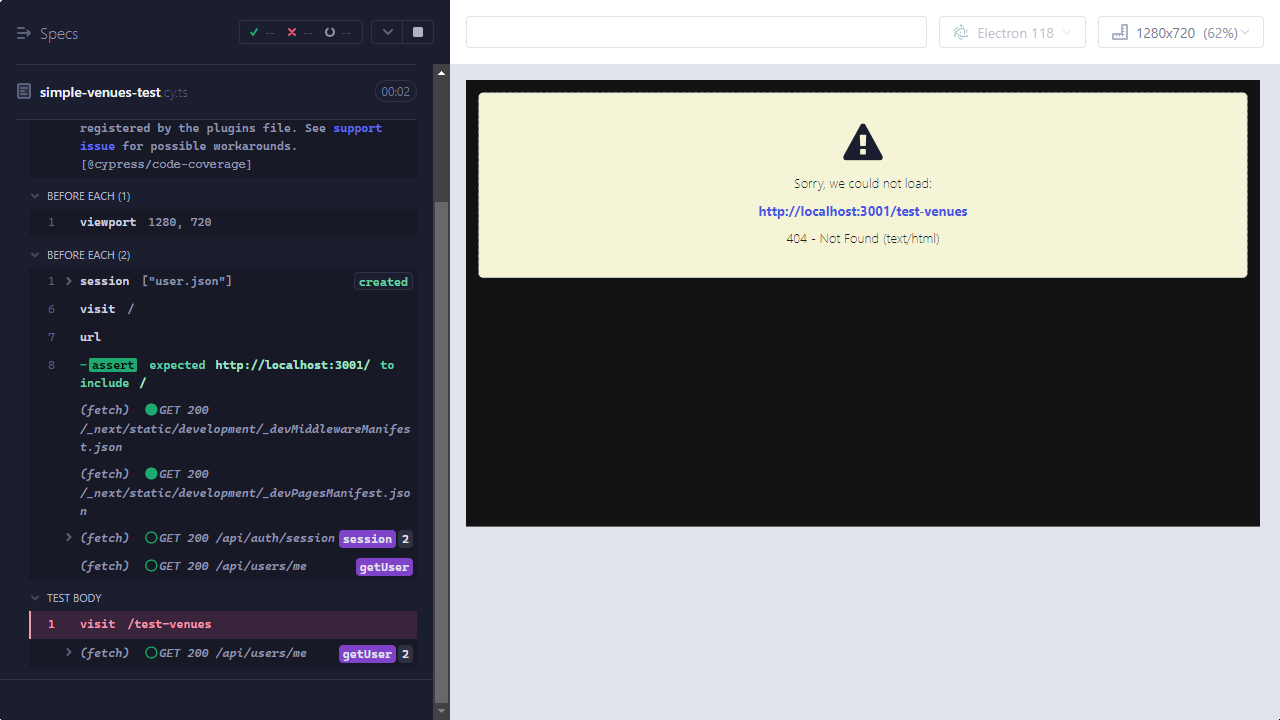 Specs
--
--
--
simple-venues-test.cy.ts
00:02
registered by the plugins file. See support
issue for possible workarounds.
[@cypress/code-coverage]
BEFORE EACH (1)
1 viewport 1280, 720
BEFORE EACH (2)
1 session ["user.json"] created
6 visit /
7 url
8 -assert expected http://localhost:3001/ to
include /
(fetch) GET 200
/_next/static/development/_devMiddlewareManifes
t.json
(fetch) GET 200
/_next/static/development/_devPagesManifest.jso
n
(fetch) GET 200 /api/auth/session session 2
(fetch) GET 200 /api/users/me getUser
TEST BODY
1 visit /test-venues
(fetch) GET 200 /api/users/me getUser 2
Electron 118
1280x720 (62%)
Sorry, we could not load:
http://localhost:3001/test-venues
404 - Not Found (text/html)